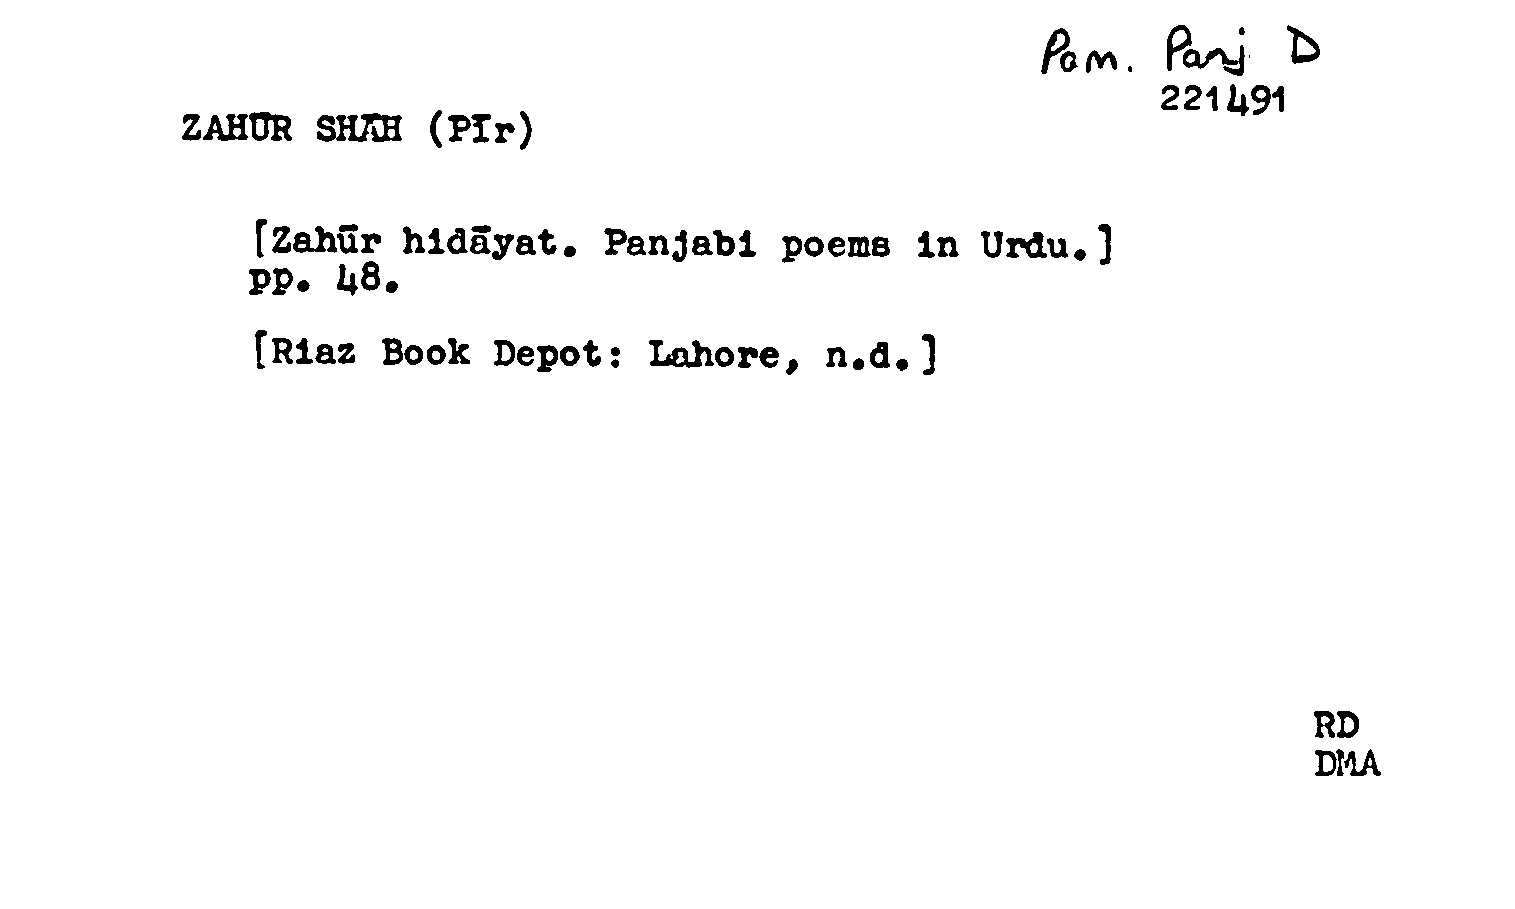 Pam. Panj D
221491
ZAHŪR SHĀH (Pīr)
[Zahūr hidāyat. Panjabi poems in Urdu.]
pp. 48.
[Riaz Book Depot: Lahore, n.d.]
RD
DMA